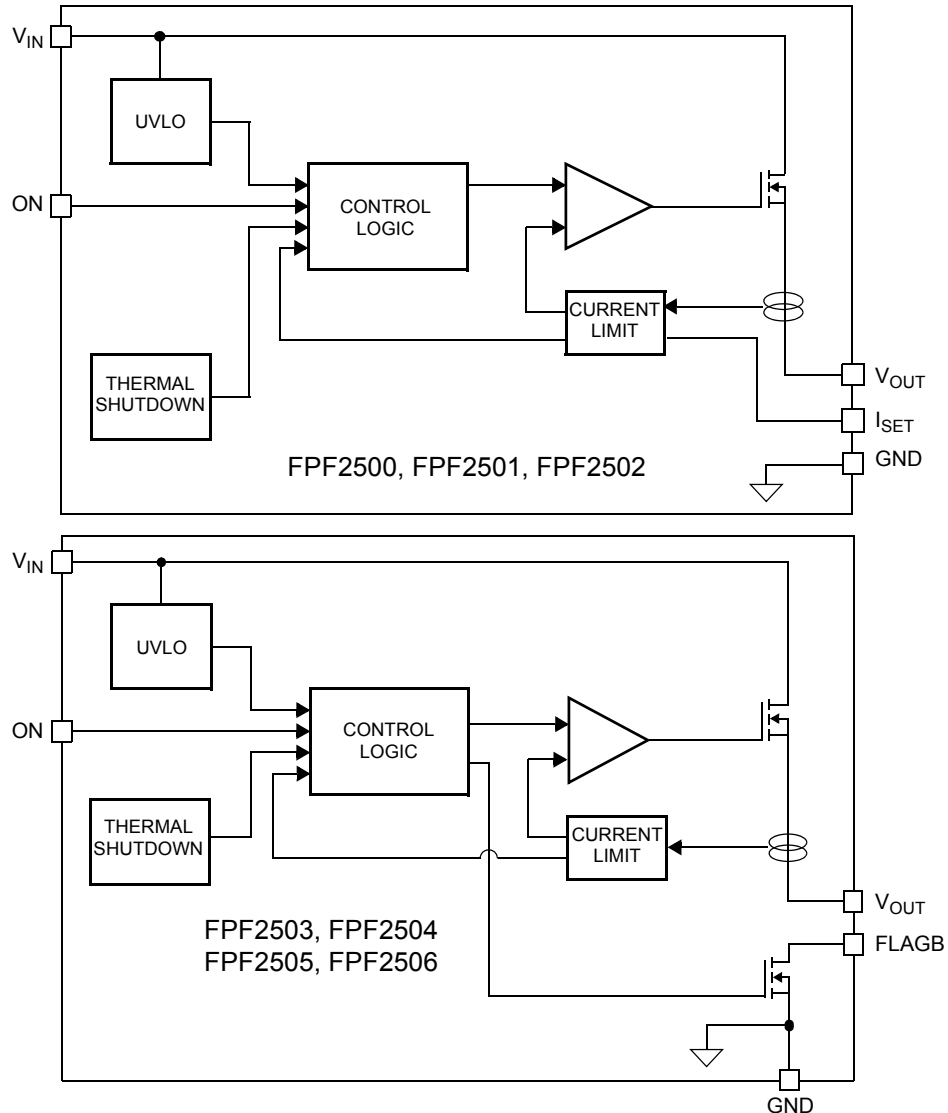 VIN
UVLO
ON
CONTROL
LOGIC
CURRENT
LIMIT
THERMAL
SHUTDOWN
VOUT
ISET
GND
FPF2500, FPF2501, FPF2502
VIN
UVLO
ON
CONTROL
LOGIC
THERMAL
SHUTDOWN
CURRENT
LIMIT
VOUT
FPF2503, FPF2504
FLAGB
FPF2505, FPF2506
GND